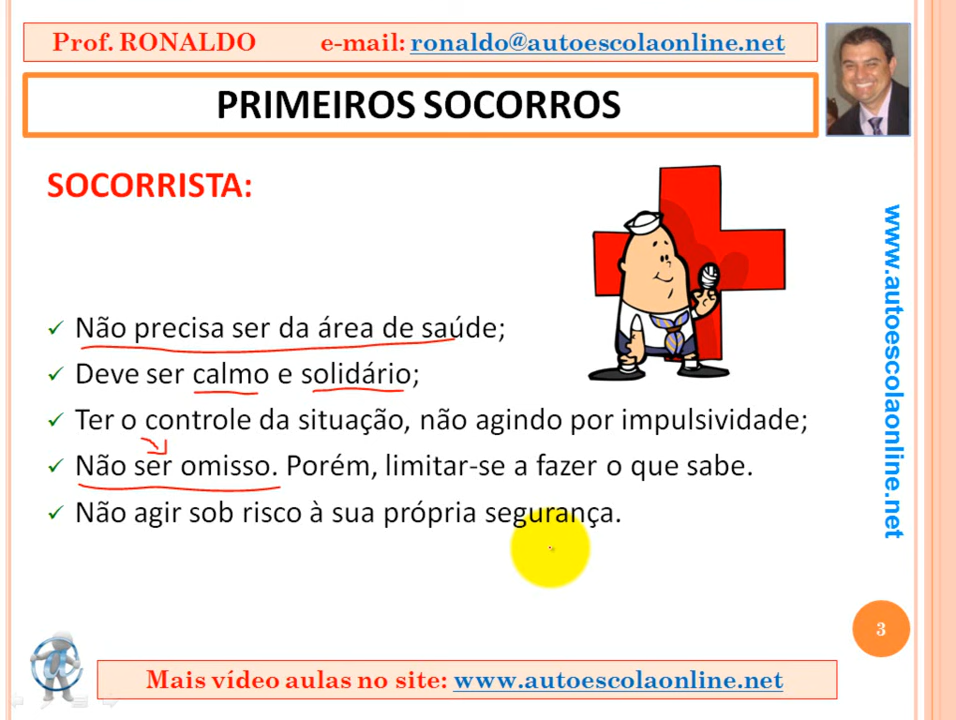 Prof. RONALDO e-mail: ronaldo@autoescolaonline.net
PRIMEIROS SOCORROS
SOCORRISTA:
✓ Não precisa ser da área de saúde;
✓ Deve ser calmo e solidário;
✓ Ter o controle da situação, não agindo por impulsividade;
✓ Não ser omisso. Porém, limitar-se a fazer o que sabe.
✓ Não agir sob risco à sua própria segurança.
www.autoescolaonline.net
3
Mais vídeo aulas no site: www.autoescolaonline.net